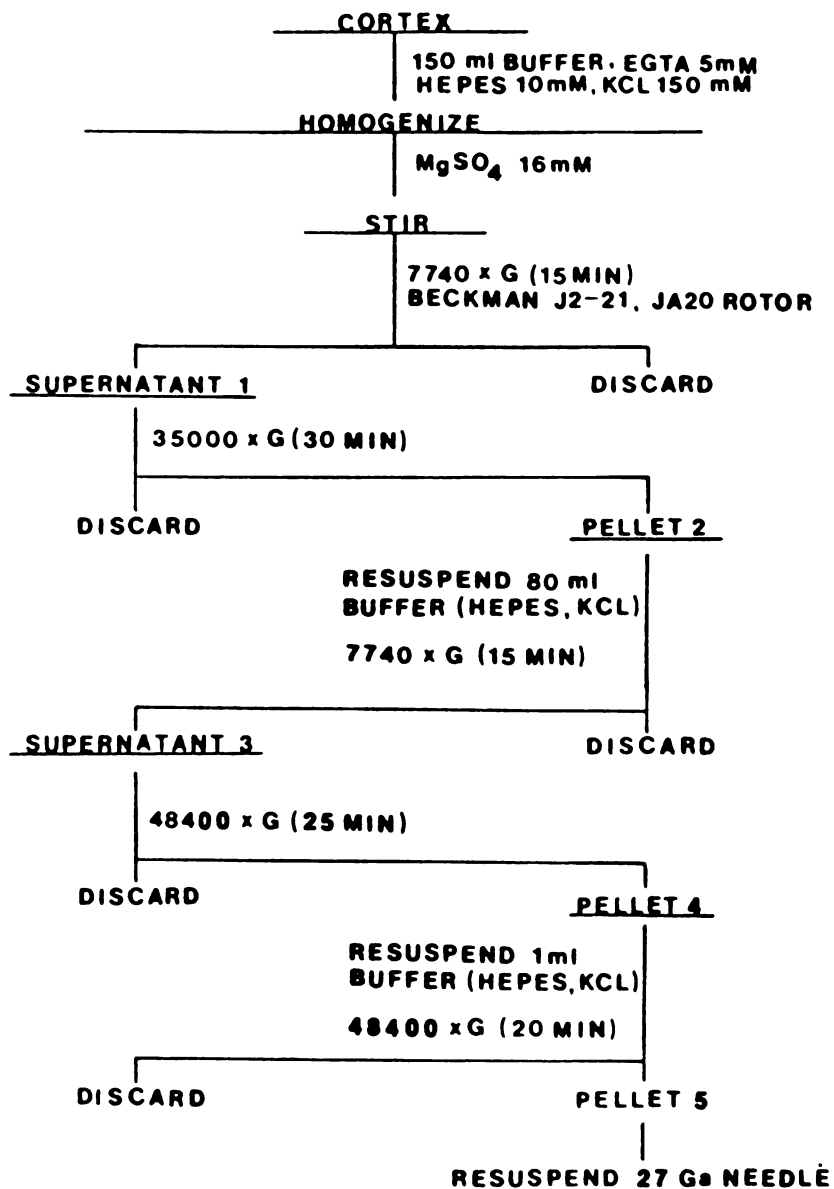 CORTEX
150 ml BUFFER, EGTA 5mM
HEPES 10mM, KCL 150 mM
HOMOGENIZE
MgSO4 16mM
STIR
7740 x G (15 MIN)
BECKMAN J2-21, JA20 ROTOR
SUPERNATANT 1
DISCARD
35000 x G (30 MIN)
DISCARD
PELLET 2
RESUSPEND 80 ml
BUFFER (HEPES, KCL)
7740 x G (15 MIN)
SUPERNATANT 3
DISCARD
48400 x G (25 MIN)
DISCARD
PELLET 4
RESUSPEND 1ml
BUFFER (HEPES, KCL)
48400 x G (20 MIN)
DISCARD
PELLET 5
RESUSPEND 27 Ga NEEDLE